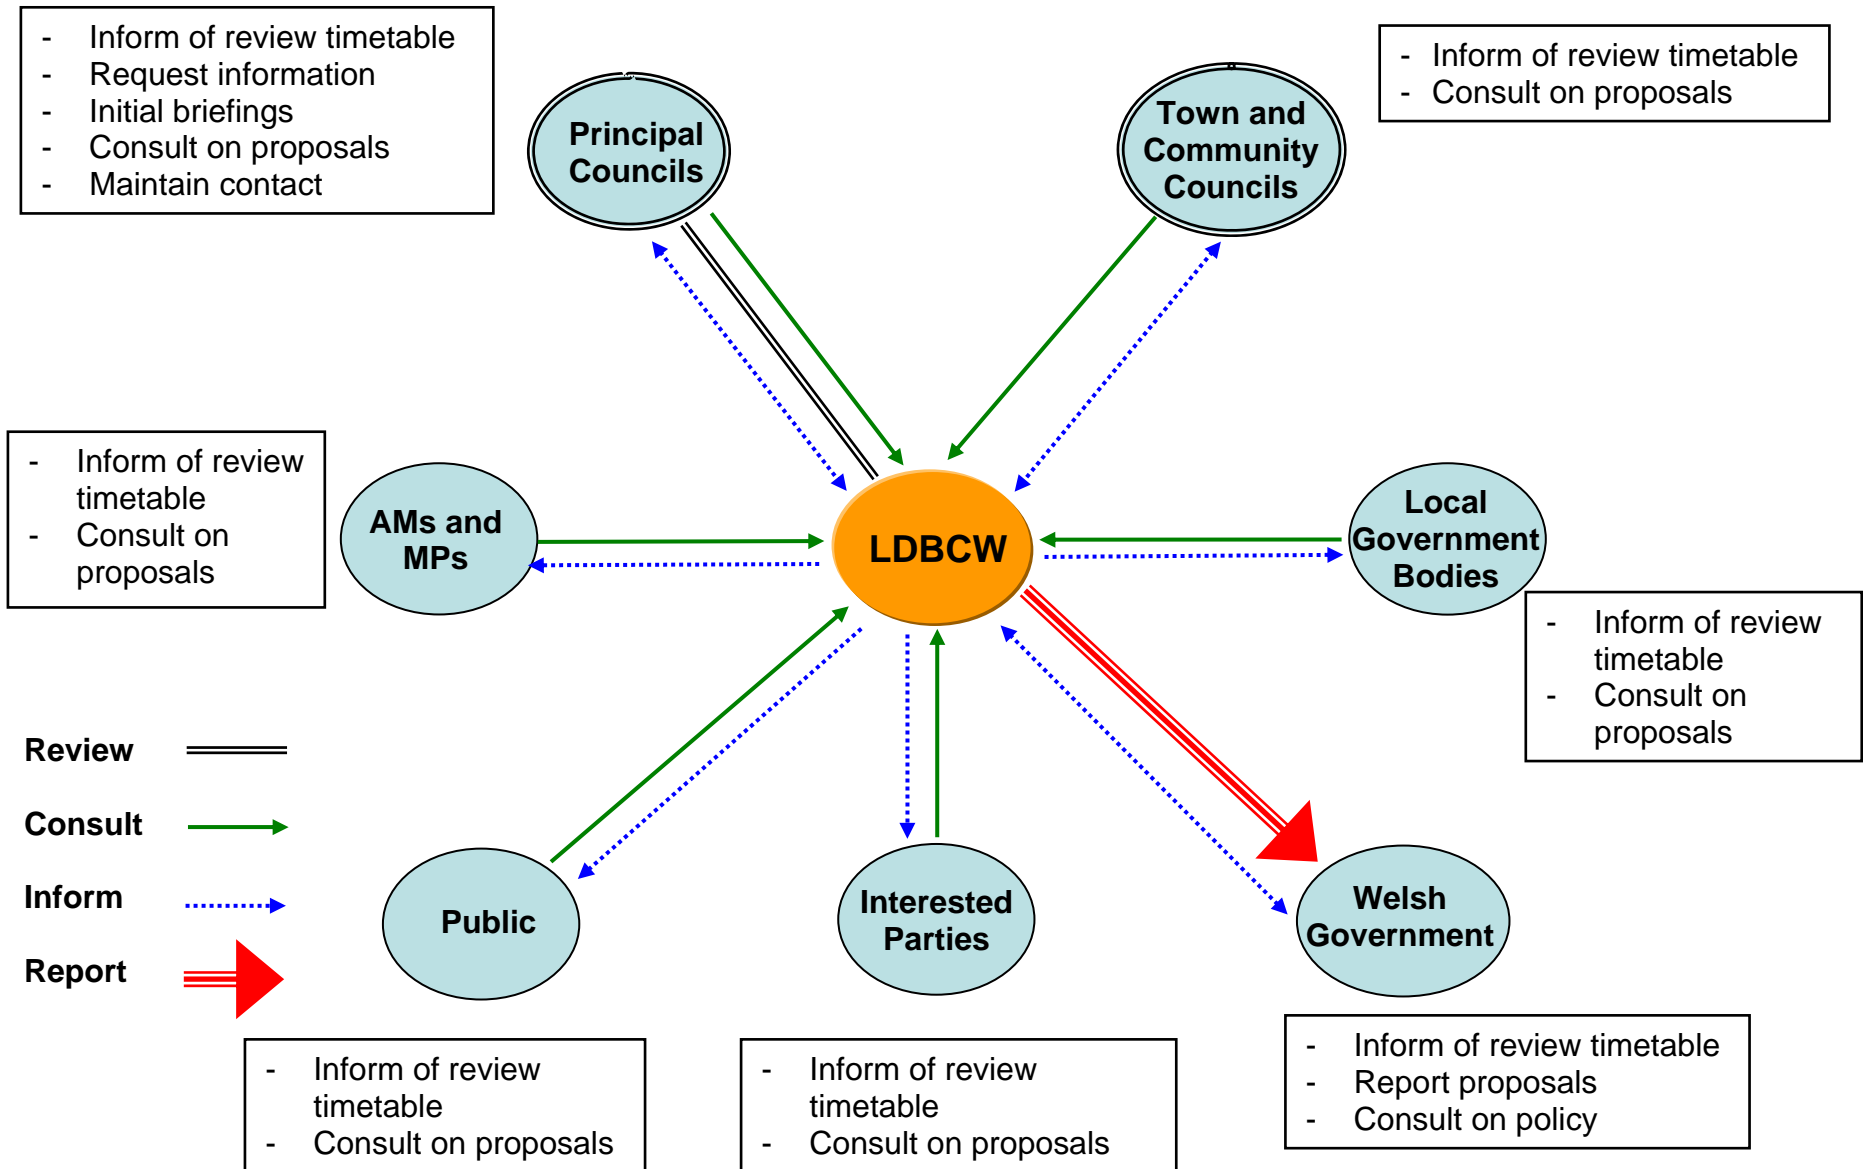 - Inform of review timetable
- Request information
- Initial briefings
- Consult on proposals
- Maintain contact
Principal
Councils
Town and
Community
Councils
- Inform of review timetable
- Consult on proposals
- Inform of review
timetable
- Consult on
proposals
AMs and
MPs
LDBCW
Local
Government
Bodies
- Inform of review
timetable
- Consult on
proposals
Review
Consult
Inform
Report
Public
Interested
Parties
Welsh
Government
- Inform of review
timetable
- Consult on proposals
- Inform of review
timetable
- Consult on proposals
- Inform of review timetable
- Report proposals
- Consult on policy